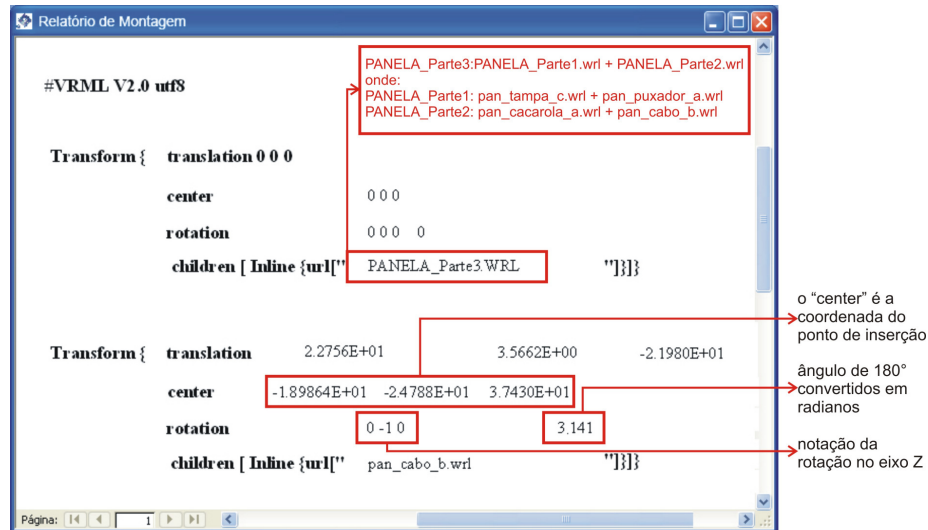 Relatório de Montagem
PANELA_Parte3:PANELA_Parte1.wrl + PANELA_Parte2.wrl
onde:
PANELA_Parte1: pan_tampa_c.wrl + pan_puxador_a.wrl
PANELA_Parte2: pan_cacarola_a.wrl + pan_cabo_b.wrl
#VRML V2.0 utf8
Transform { translation 0 0 0
center 0 0 0
rotation 0 0 0 0
children [ Inline {url[" PANELA_Parte3.WRL "]}]}
Transform { translation 2.2756E+01 3.5662E+00 -2.1980E+01
center -1.89864E+01 -2.4788E+01 3.7430E+01
rotation 0 -1 0 3.141
children [ Inline {url[" pan_cabo_b.wrl "]}]}
o “center” é a
coordenada do
ponto de inserção
ângulo de 180°
convertidos em
radianos
notação da
rotação no eixo Z
Página: 1